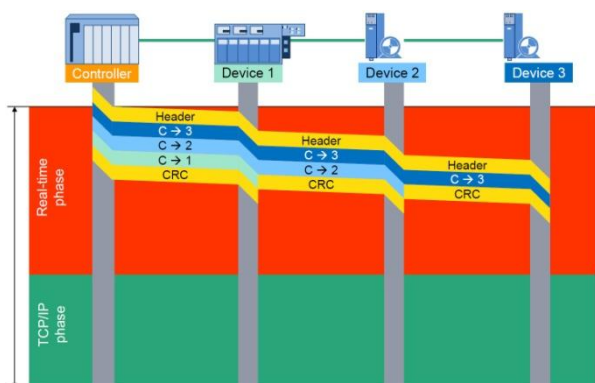 Controller
Device 1
Device 2
Device 3
Real-time
phase
Header
C → 3
C → 2
C → 1
CRC
Header
C → 3
C → 2
CRC
Header
C → 3
CRC
TCP/IP
phase